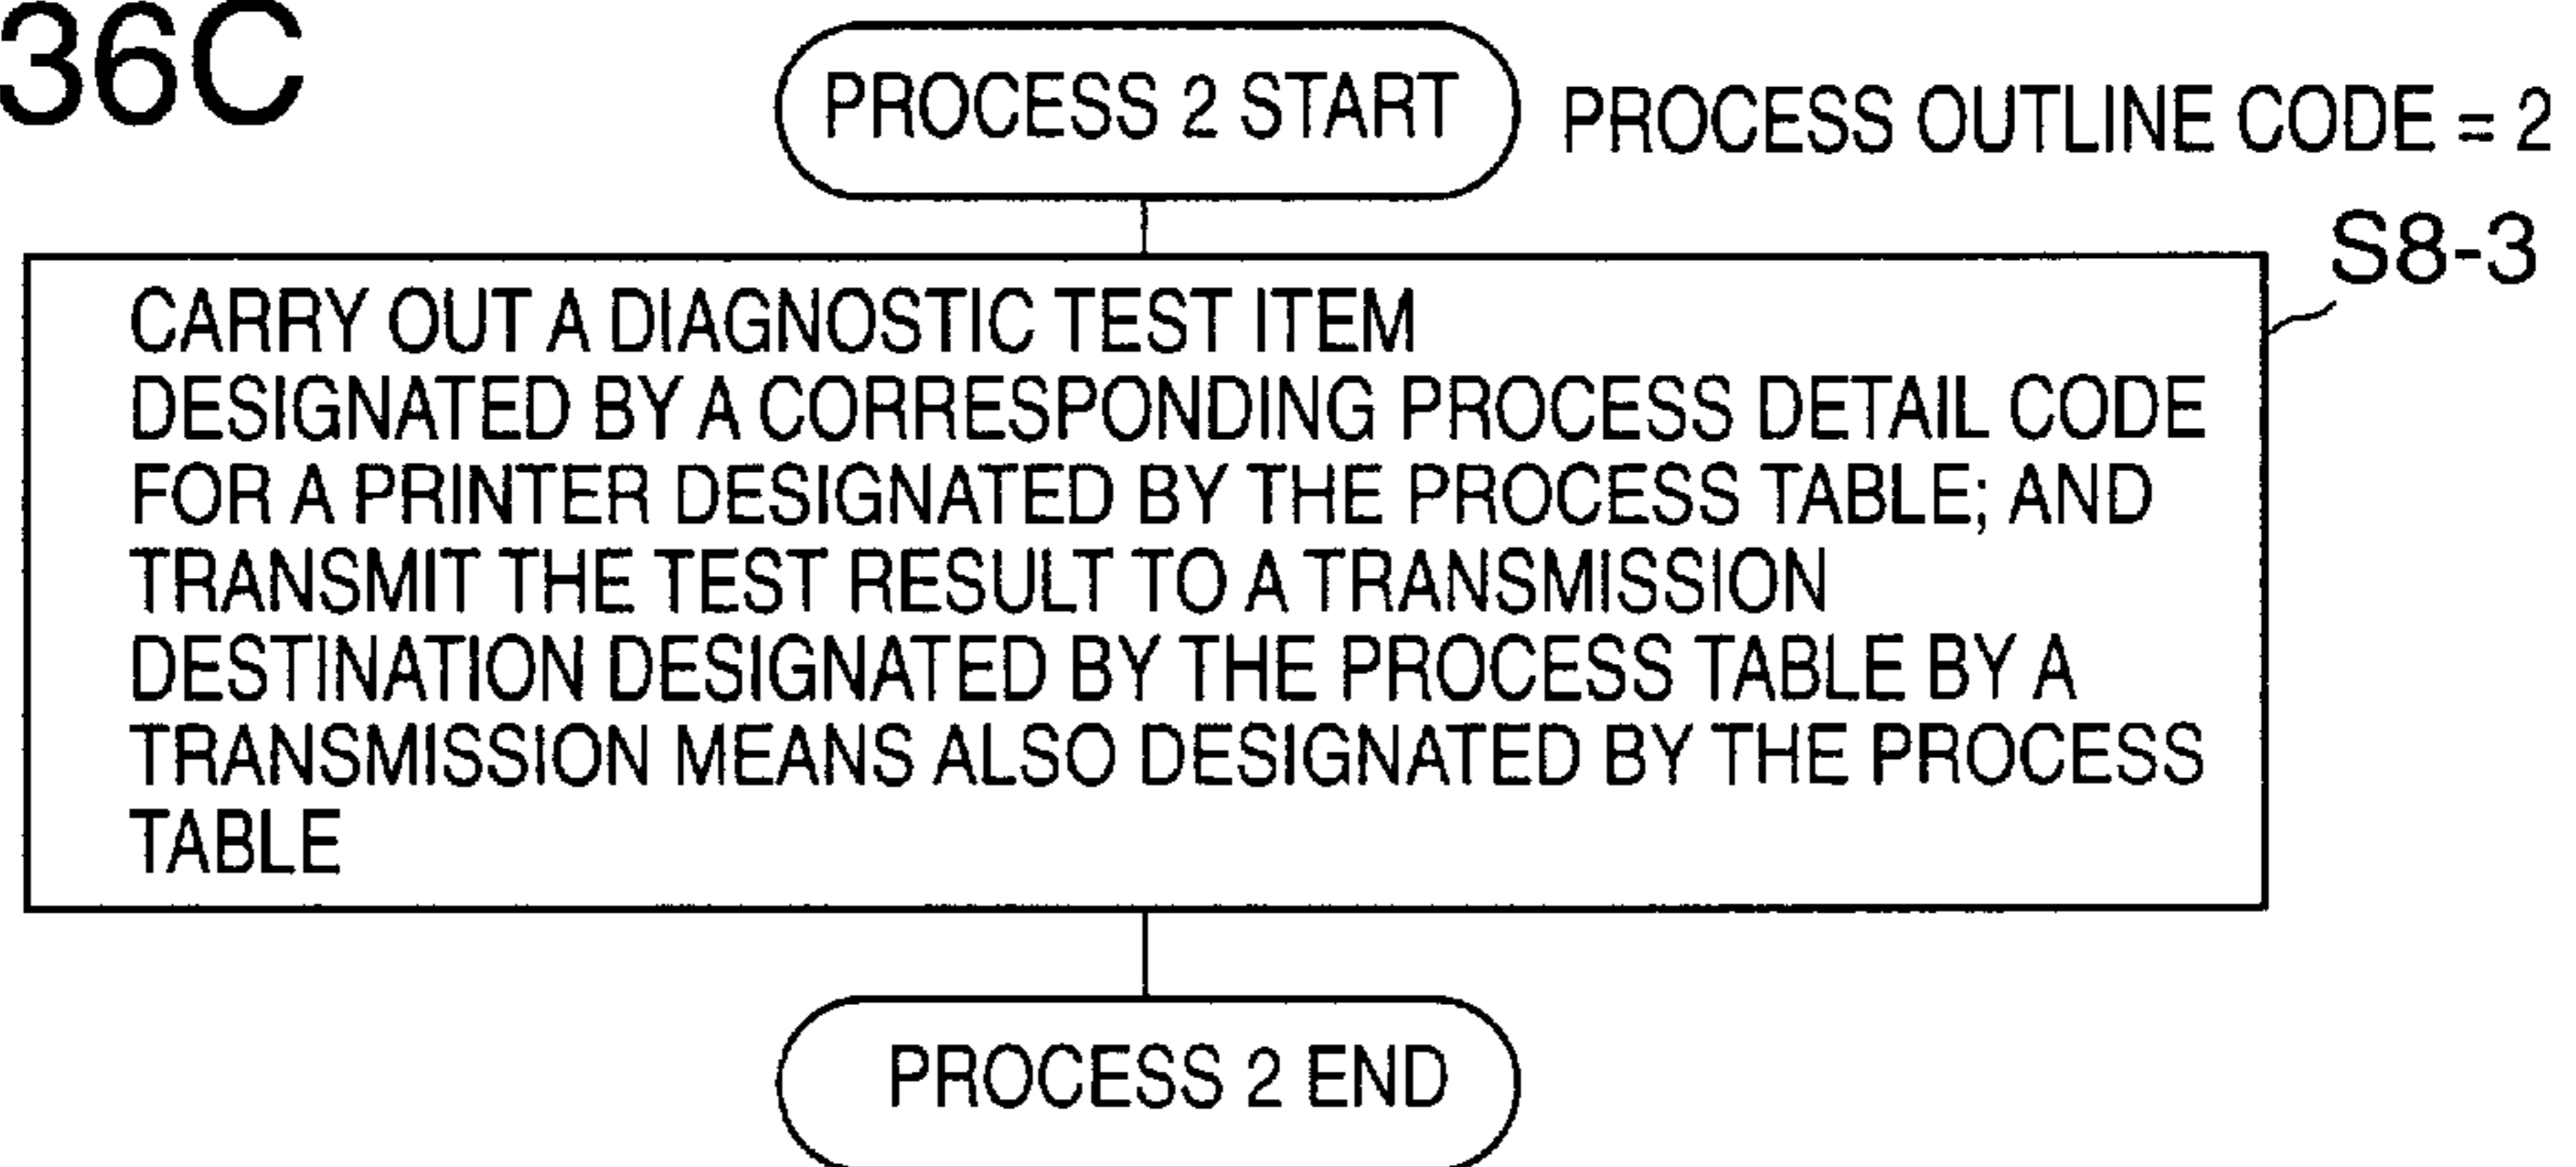 36C
PROCESS 2 START
PROCESS OUTLINE CODE = 2
S8-3
CARRY OUT A DIAGNOSTIC TEST ITEM
DESIGNATED BY A CORRESPONDING PROCESS DETAIL CODE
FOR A PRINTER DESIGNATED BY THE PROCESS TABLE; AND
TRANSMIT THE TEST RESULT TO A TRANSMISSION
DESTINATION DESIGNATED BY THE PROCESS TABLE BY A
TRANSMISSION MEANS ALSO DESIGNATED BY THE PROCESS
TABLE
PROCESS 2 END